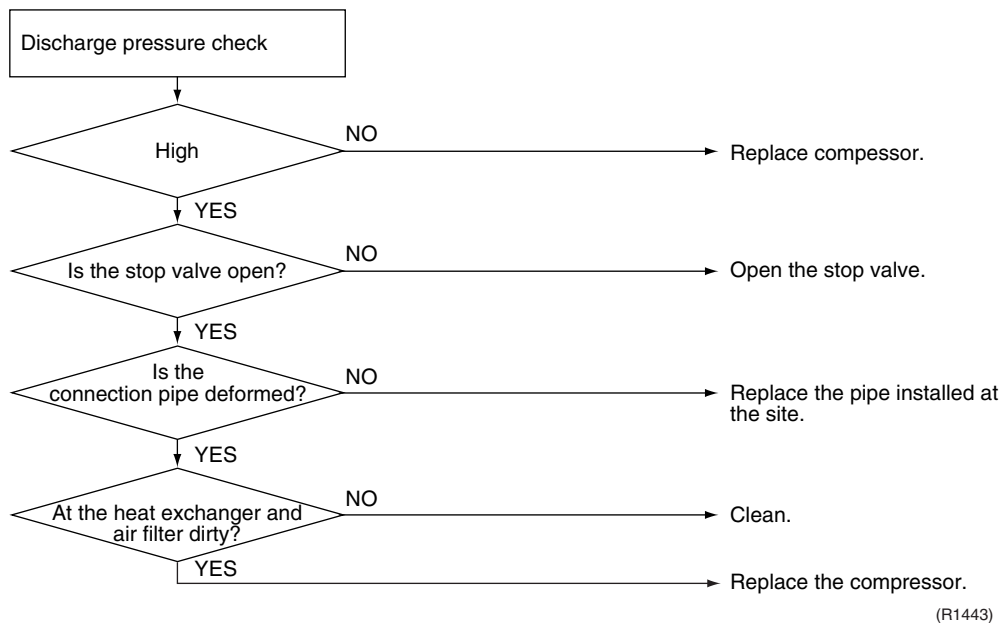 Discharge pressure check
High
NO
Replace compessor.
YES
Is the stop valve open?
NO
Open the stop valve.
YES
Is the
connection pipe deformed?
NO
Replace the pipe installed at
the site.
YES
At the heat exchanger and
air filter dirty?
NO
Clean.
YES
Replace the compressor.
(R1443)